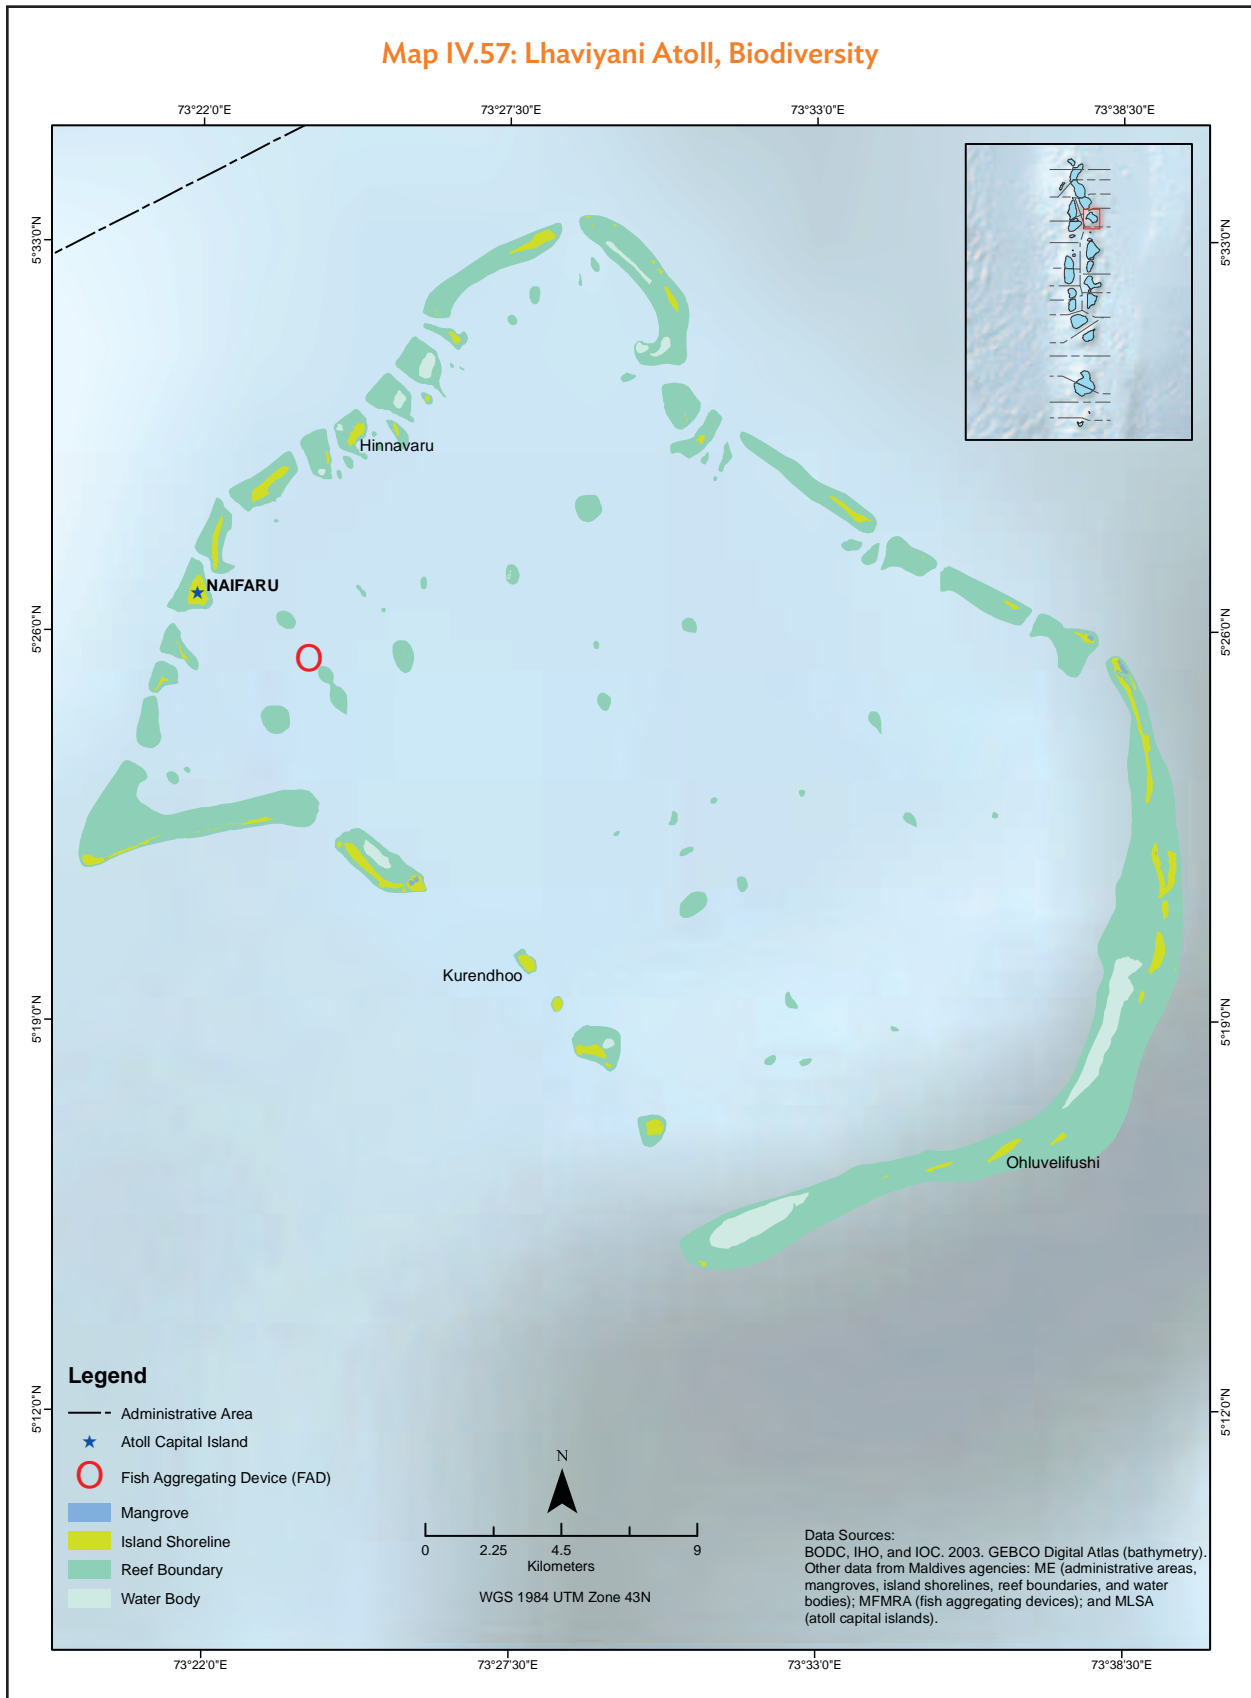 Map IV.57: Lhaviyani Atoll, Biodiversity
73°22'0"E
73°27'30"E
73°33'0"E
73°38'30"E
5°33'0"N
5°33'0"N
Hinnavaru
NAIFARU
5°26'0"N
5°26'0"N
Kurendhoo
5°19'0"N
5°19'0"N
Ohluvelifushi
5°12'0"N
5°12'0"N
Legend
Administrative Area
Atoll Capital Island
Fish Aggregating Device (FAD)
Mangrove
Island Shoreline
Reef Boundary
Water Body
N
0
2.25
4.5
9
Kilometers
WGS 1984 UTM Zone 43N
Data Sources:
BODC, IHO, and IOC. 2003. GEBCO Digital Atlas (bathymetry).
Other data from Maldives agencies: ME (administrative areas,
mangroves, island shorelines, reef boundaries, and water
bodies); MFMRA (fish aggregating devices); and MLSA
(atoll capital islands).
73°22'0"E
73°27'30"E
73°33'0"E
73°38'30"E